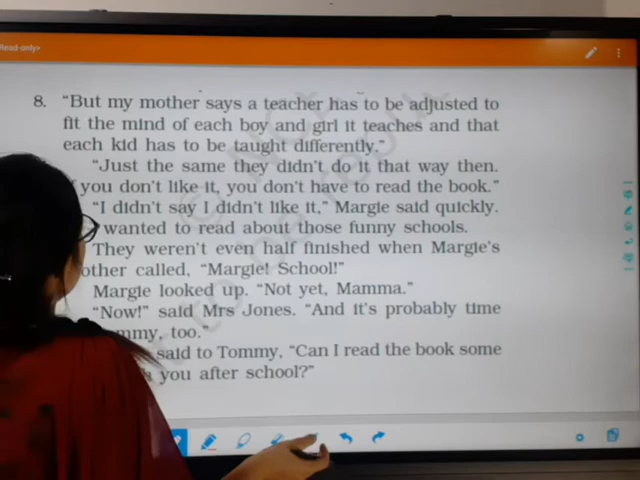 Read-only
8. "But my mother says a teacher has to be adjusted to
fit the mind of each boy and girl it teaches and that
each kid has to be taught differently."
"Just the same they didn't do it that way then.
you don't like it, you don't have to read the book."
"I didn't say I didn't like it," Margie said quickly.
wanted to read about those funny schools.
They weren't even half finished when Margie's
other called, "Margie! School!"
Margie looked up. "Not yet, Mamma."
"Now!" said Mrs Jones. "And it's probably time
mmy, too."
said to Tommy, "Can I read the book some
you after school?"